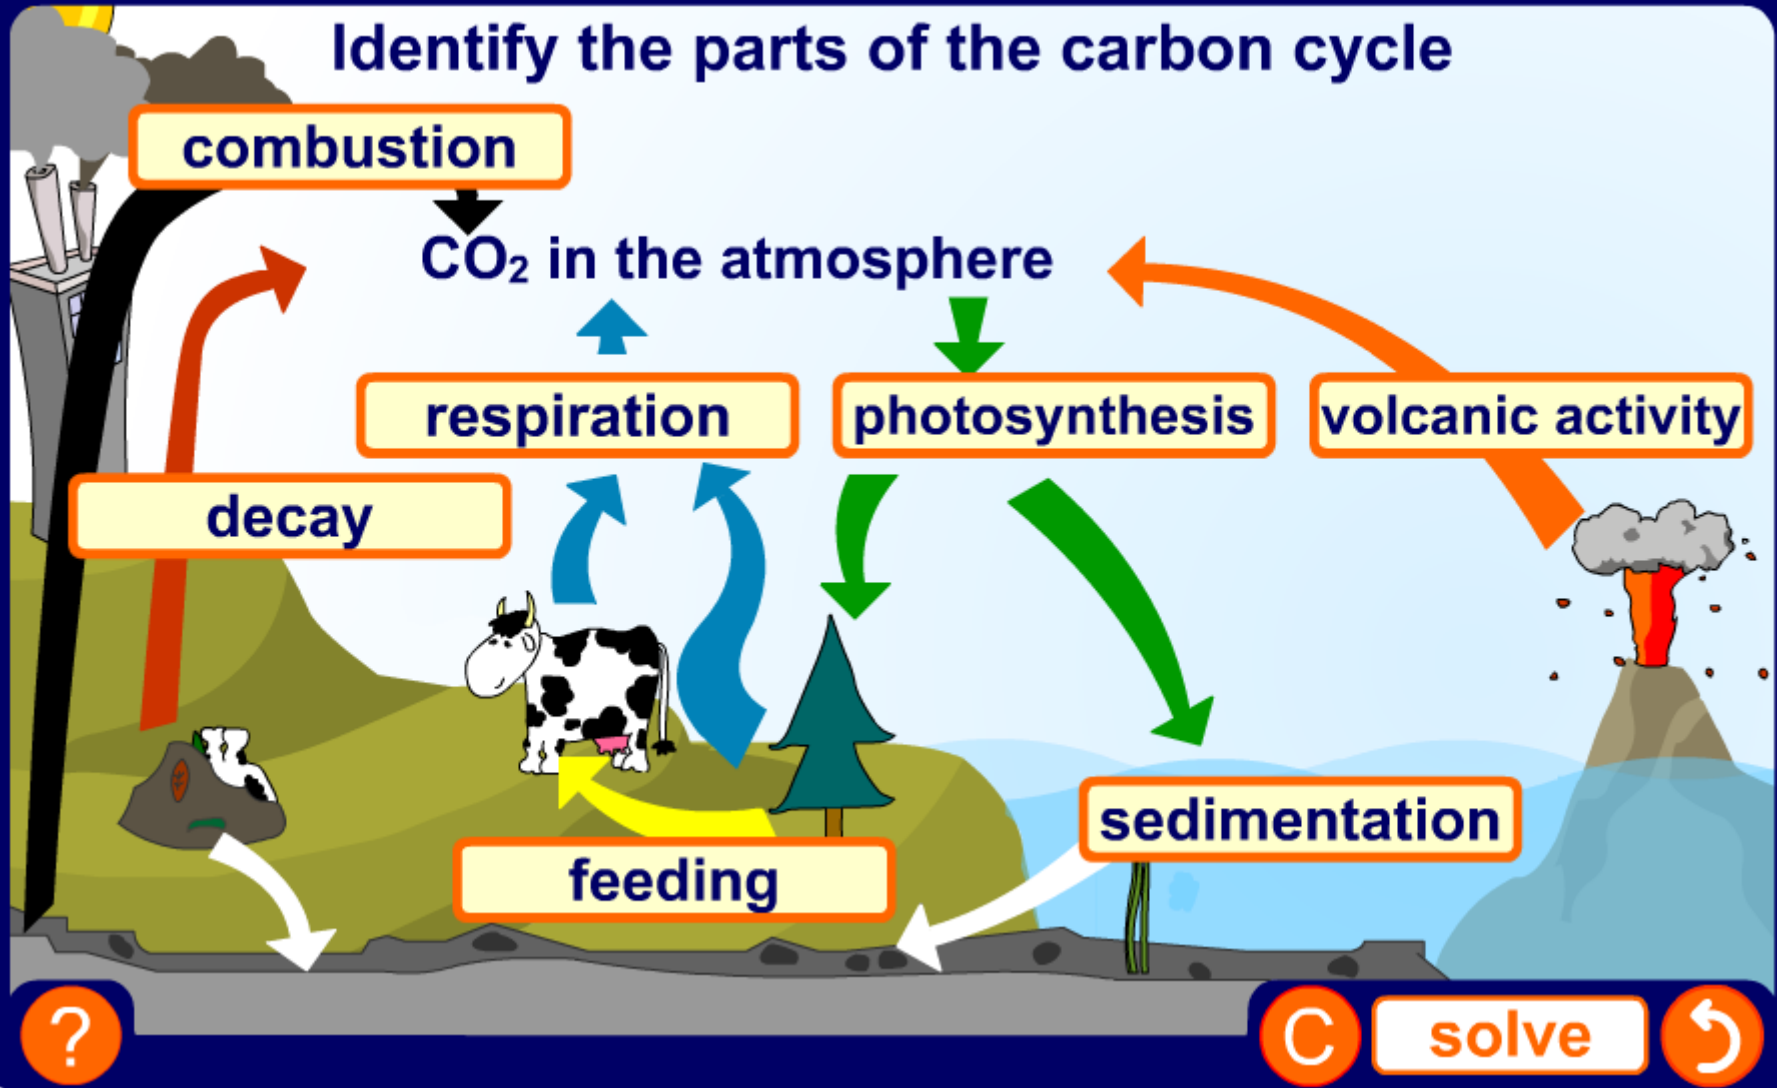 Identify the parts of the carbon cycle
combustion
CO₂ in the atmosphere
respiration
photosynthesis
volcanic activity
decay
sedimentation
feeding
?
C
solve